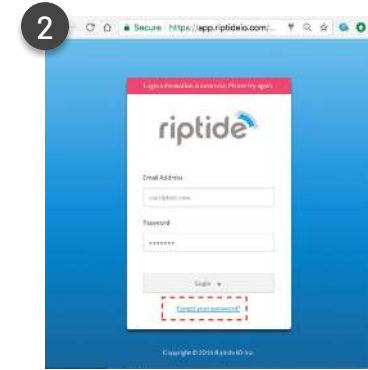 2
Secure https://app.riptideio.com/...
Login information is incorrect. Please try again.
riptide
Email Address
Password
Login
Forgot your password?
Copyright © 2016 Riptide IO Inc